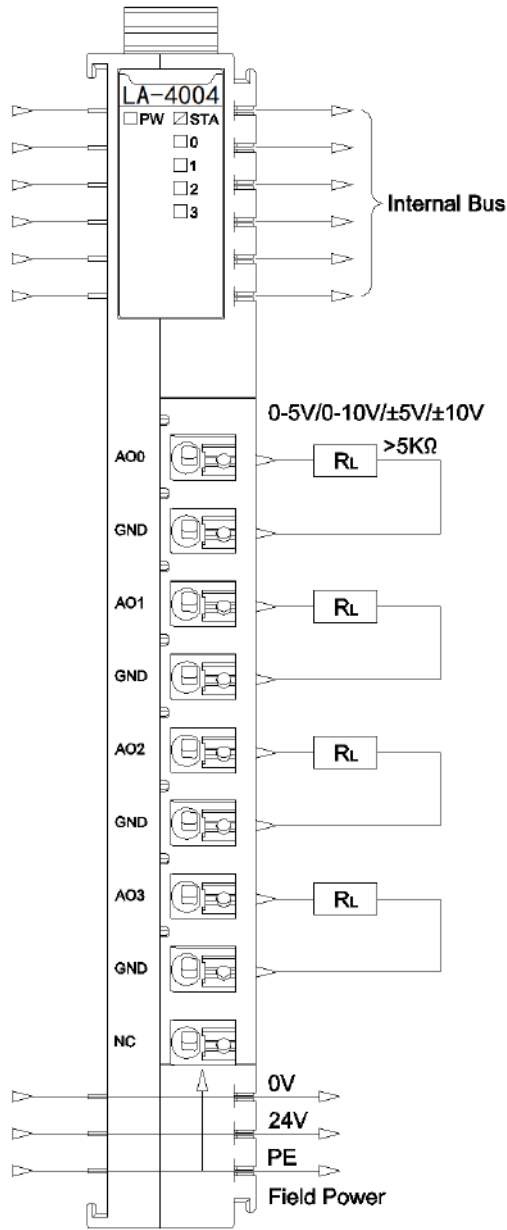 LA-4004
PW STA
0
1
2
3
Internal Bus
0-5V/0-10V/±5V/±10V
AO0 RL >5KΩ
GND
AO1 RL
GND
AO2 RL
GND
AO3 RL
GND
NC
0V
24V
PE
Field Power